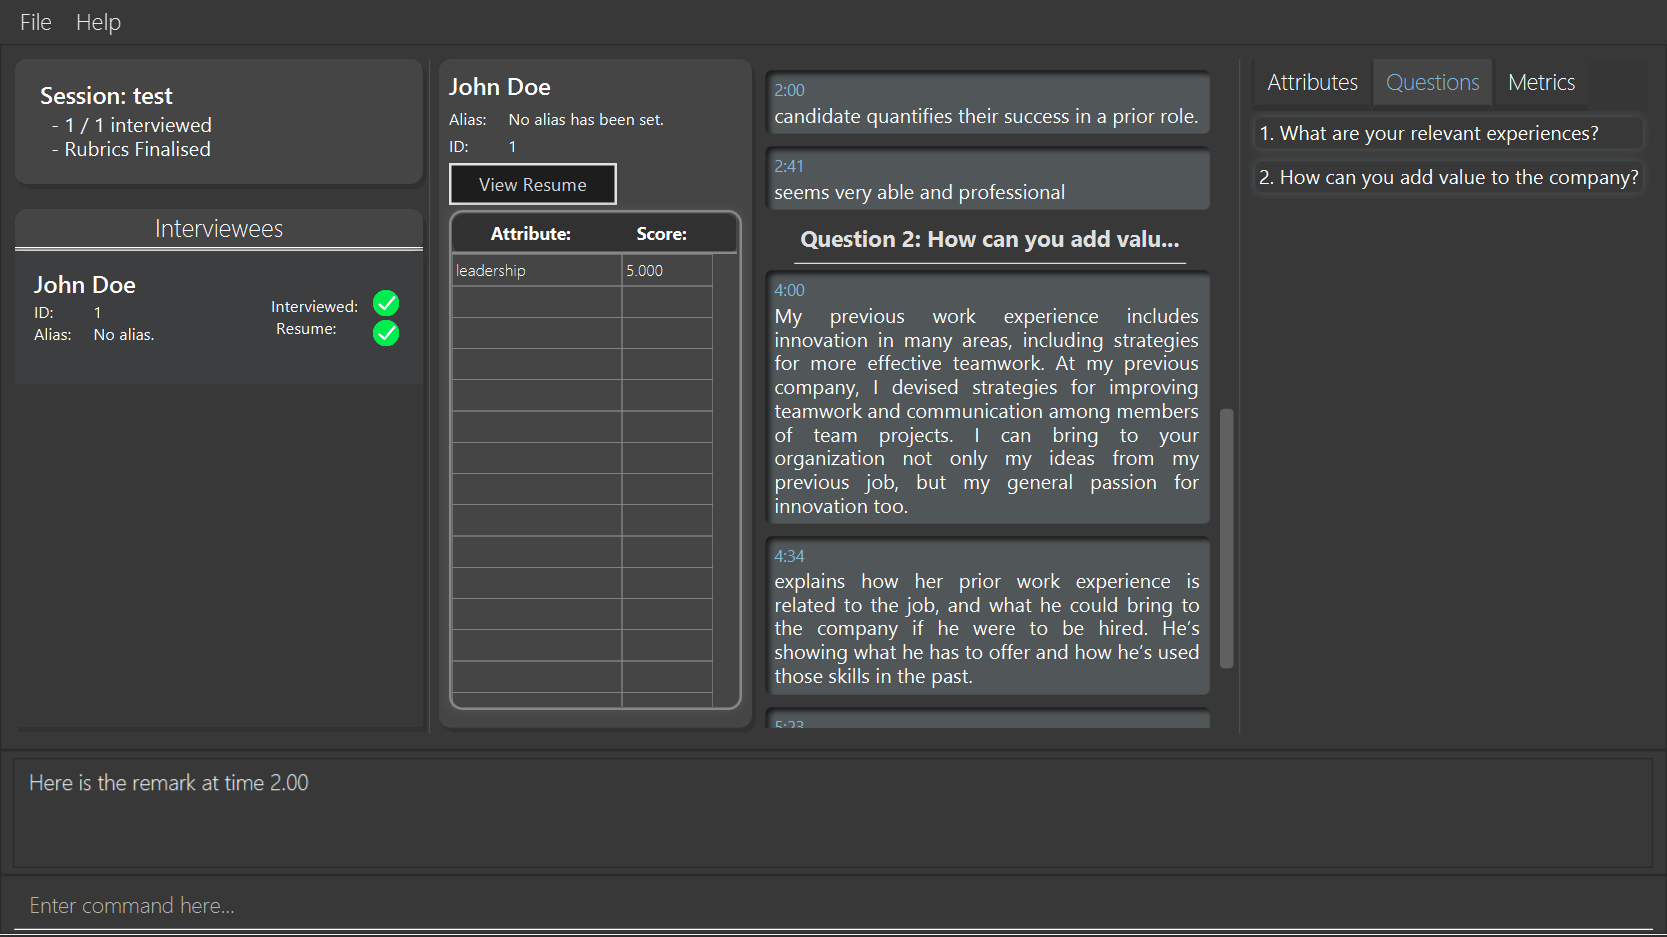 File Help
Session: test
- 1 / 1 interviewed
- Rubrics Finalised
Interviewees
John Doe
ID: 1
Alias: No alias.
Interviewed:
Resume:
John Doe
Alias: No alias has been set.
ID: 1
View Resume
Attribute: Score:
leadership 5.000
2:00
candidate quantifies their success in a prior role.
2:41
seems very able and professional
Question 2: How can you add valu...
4:00
My previous work experience includes
innovation in many areas, including strategies
for more effective teamwork. At my previous
company, I devised strategies for improving
teamwork and communication among members
of team projects. I can bring to your
organization not only my ideas from my
previous job, but my general passion for
innovation too.
4:34
explains how her prior work experience is
related to the job, and what he could bring to
the company if he were to be hired. He’s
showing what he has to offer and how he’s used
those skills in the past.
5:23
Attributes Questions Metrics
1. What are your relevant experiences?
2. How can you add value to the company?
Here is the remark at time 2.00
Enter command here...